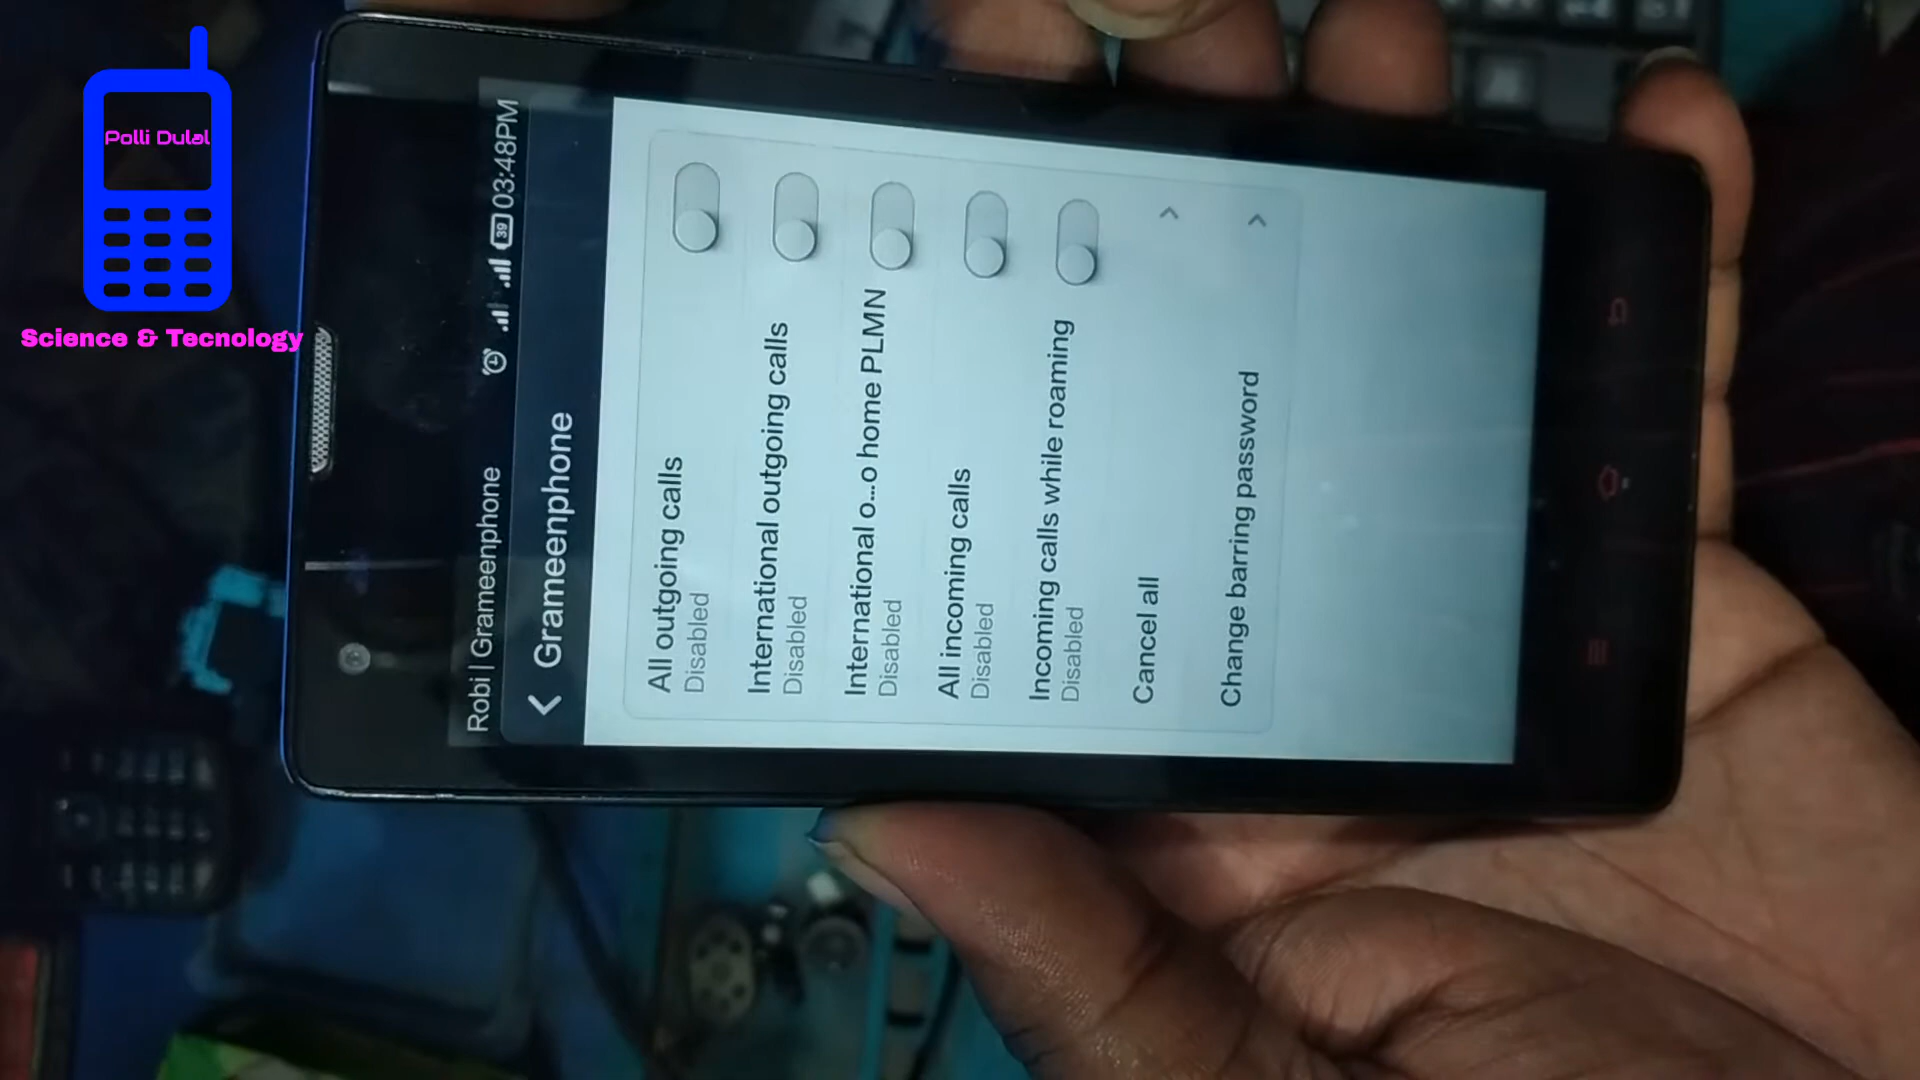 Polli Dulal
Science & Tecnology
Robi | Grameenphone
39 03:48PM
Grameenphone
All outgoing calls
Disabled
International outgoing calls
Disabled
International o...o home PLMN
Disabled
All incoming calls
Disabled
Incoming calls while roaming
Disabled
Cancel all
Change barring password